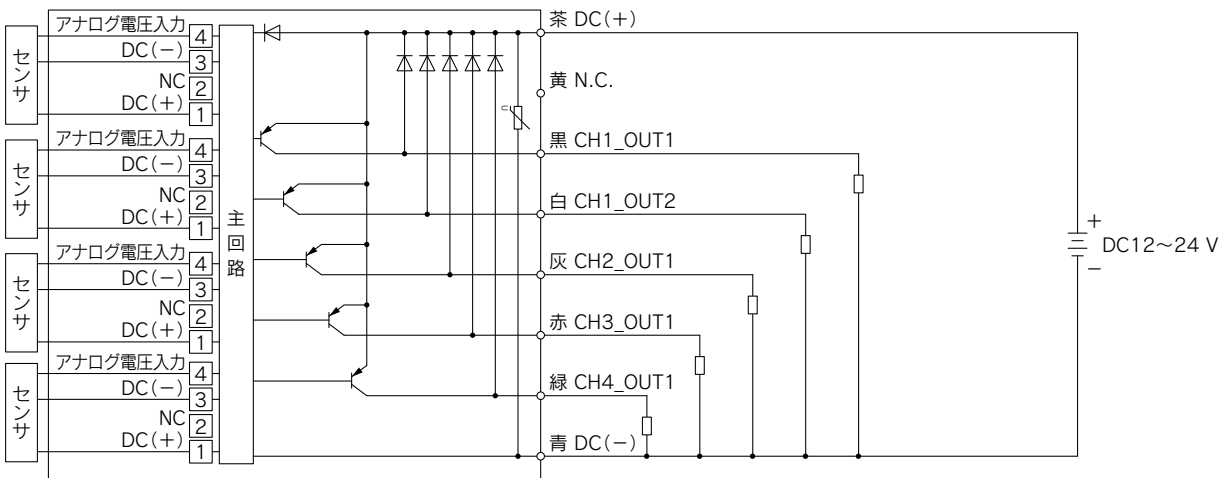 センサ
アナログ電圧入力 4
DC(−) 3
NC 2
DC(+) 1
センサ
アナログ電圧入力 4
DC(−) 3
NC 2
DC(+) 1
センサ
アナログ電圧入力 4
DC(−) 3
NC 2
DC(+) 1
センサ
アナログ電圧入力 4
DC(−) 3
NC 2
DC(+) 1
主回路
茶 DC(+)
黄 N.C.
黒 CH1_OUT1
白 CH1_OUT2
灰 CH2_OUT1
赤 CH3_OUT1
緑 CH4_OUT1
青 DC(−)
+
DC12～24 V
−